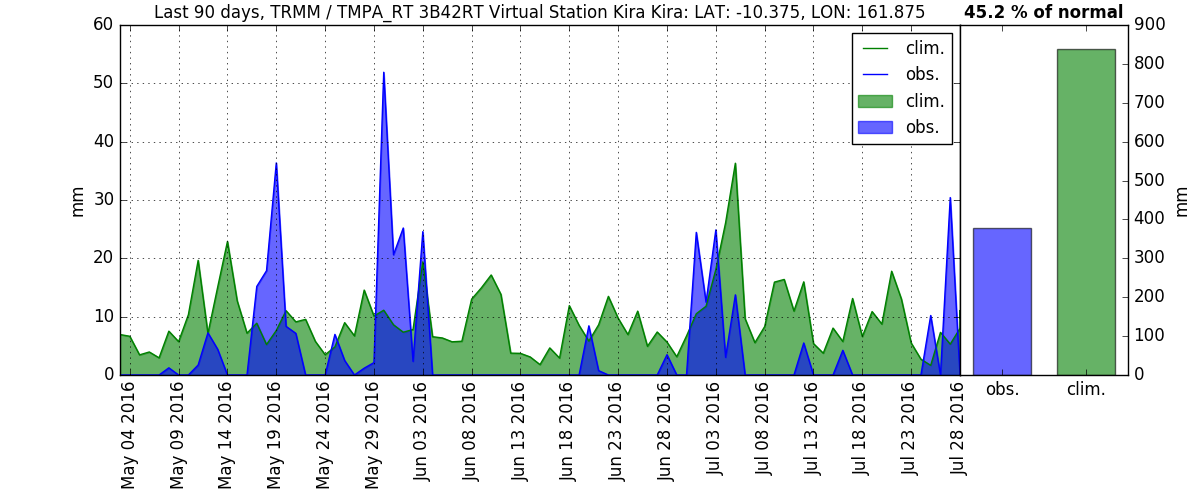 Last 90 days, TRMM / TMPA_RT 3B42RT Virtual Station Kira Kira: LAT: -10.375, LON: 161.875
45.2 % of normal
60
50
40
30
20
10
0
mm
clim.
obs.
clim.
obs.
900
800
700
600
500
400
300
200
100
0
mm
May 04 2016
May 09 2016
May 14 2016
May 19 2016
May 24 2016
May 29 2016
Jun 03 2016
Jun 08 2016
Jun 13 2016
Jun 18 2016
Jun 23 2016
Jun 28 2016
Jul 03 2016
Jul 08 2016
Jul 13 2016
Jul 18 2016
Jul 23 2016
Jul 28 2016
obs.
clim.